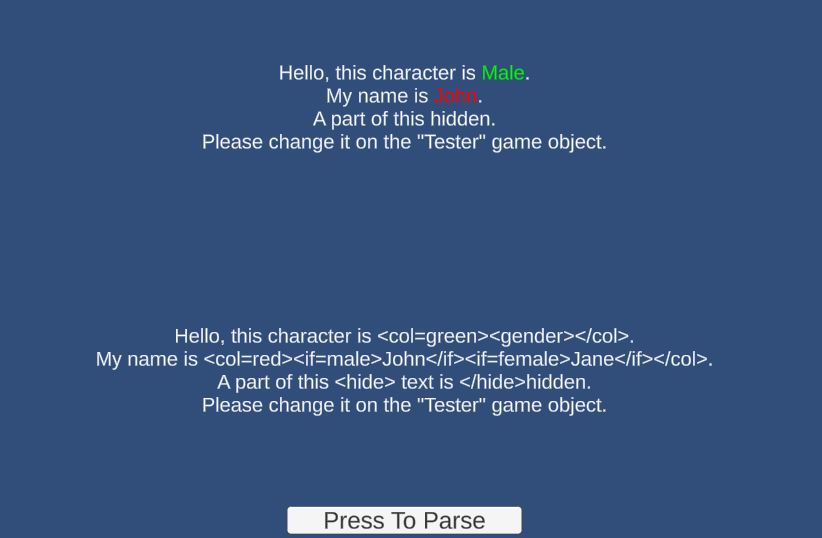 Hello, this character is Male.
My name is John.
A part of this hidden.
Please change it on the "Tester" game object.
Hello, this character is <col=green><gender></col>.
My name is <col=red><if=male>John</if><if=female>Jane</if></col>.
A part of this <hide> text is </hide>hidden.
Please change it on the "Tester" game object.
Press To Parse